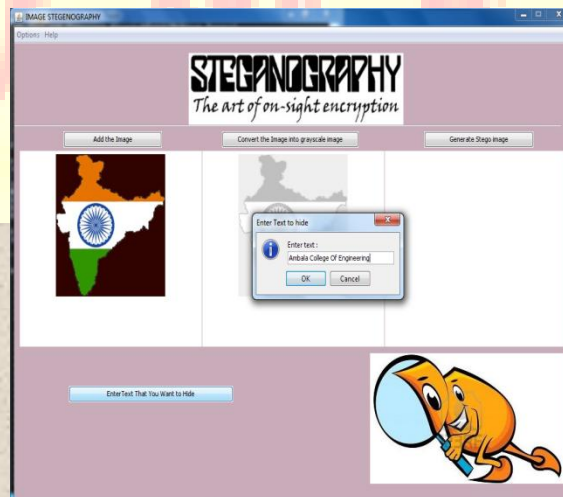 IMAGE STEGENOGRAPHY
Options Help
STEGANOGRAPHY
The art of on-sight encryption
Add the Image
Convert the Image into grayscale image
Generate Stego image
Enter Text to hide
Enter text :
Ambala College Of Engineering
OK Cancel
EnterText That You Want to Hide